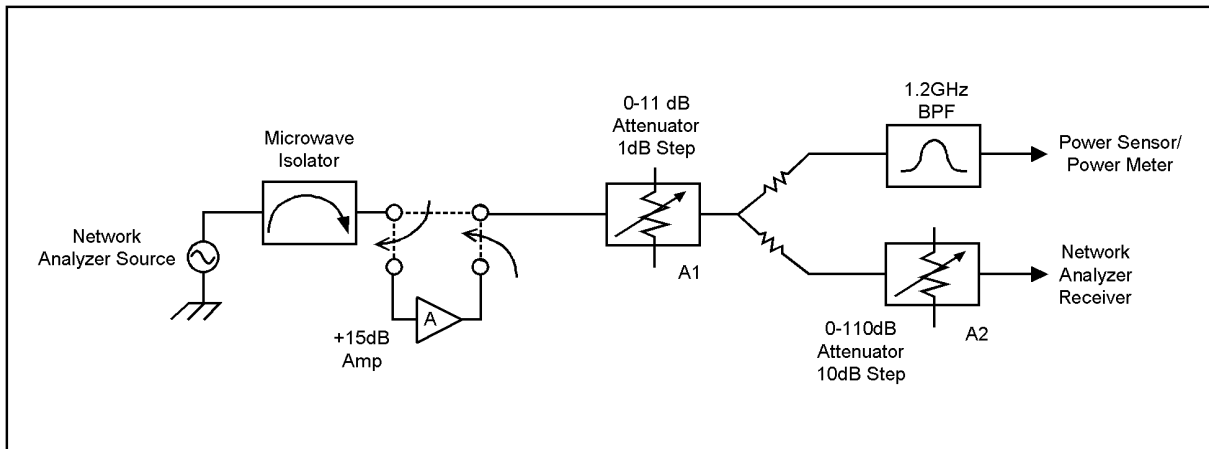 Network
Analyzer Source
Microwave
Isolator
+15dB
Amp
A
0-11 dB
Attenuator
1dB Step
A1
1.2GHz
BPF
Power Sensor/
Power Meter
0-110dB
Attenuator
10dB Step
A2
Network
Analyzer
Receiver